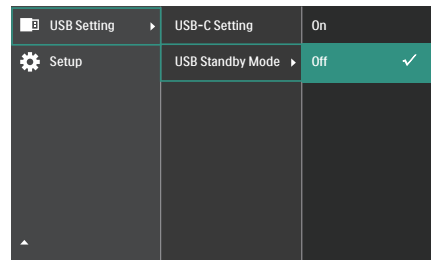 USB Setting
USB-C Setting
On
Setup
USB Standby Mode
Off